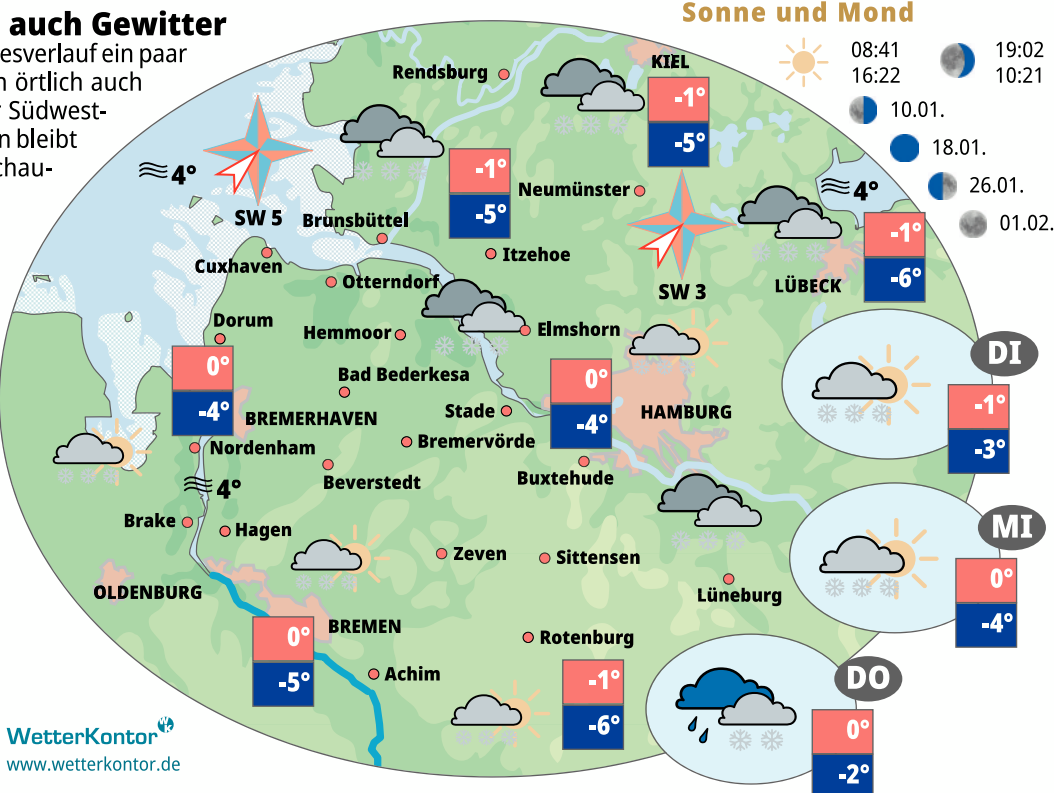 auch Gewitter
esverlauf ein paar
örtlich auch
Südwest-
n bleibt
chau-
Sonne und Mond
08:41
16:22
19:02
10:21
10.01.
18.01.
26.01.
01.02.
Rendsburg
KIEL
-1°
-5°
4°
SW 5
-1°
-5°
Neumünster
4°
Brunsbüttel
Itzehoe
SW 3
-1°
-6°
LÜBECK
Cuxhaven
Otterndorf
Dorum
Hemmoor
Elmshorn
DI
-1°
-3°
0°
-4°
Bad Bederkesa
0°
-4°
BREMERHAVEN
Stade
HAMBURG
Nordenham
Bremervörde
Beverstedt
Buxtehude
4°
Brake
Hagen
MI
0°
-4°
Zeven
Sittensen
OLDENBURG
Lüneburg
BREMEN
0°
-5°
Rotenburg
Achim
-1°
-6°
DO
0°
-2°
WetterKontor
WK
www.wetterkontor.de